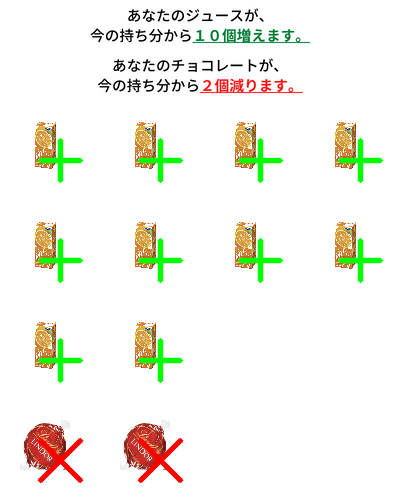 あなたのジュースが、
今の持ち分から１０個増えます。
あなたのチョコレートが、
今の持ち分から２個減ります。
LINDOR LINDOR